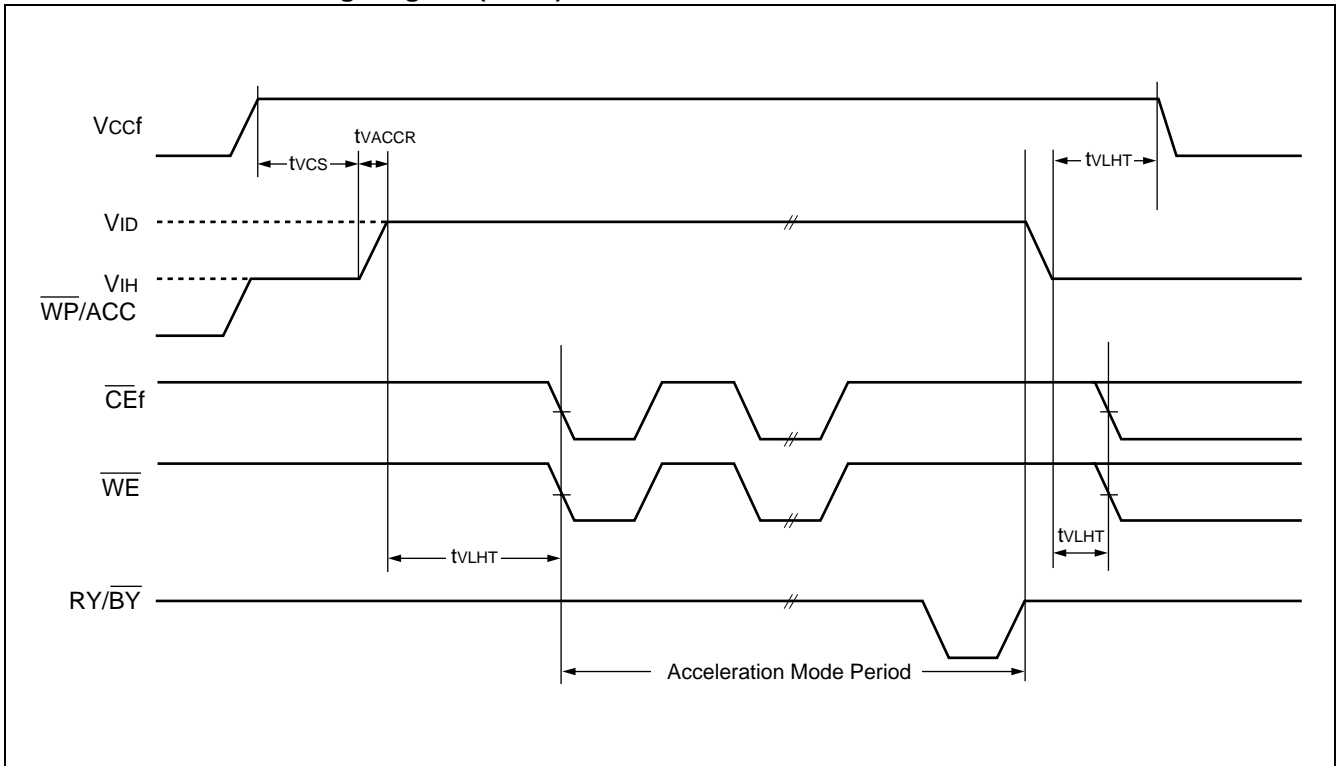 Vccf
tVACCR
tVCS
tVLHT
VID
VIH
WP/ACC
CEf
WE
tVLHT
tVLHT
RY/BY
Acceleration Mode Period